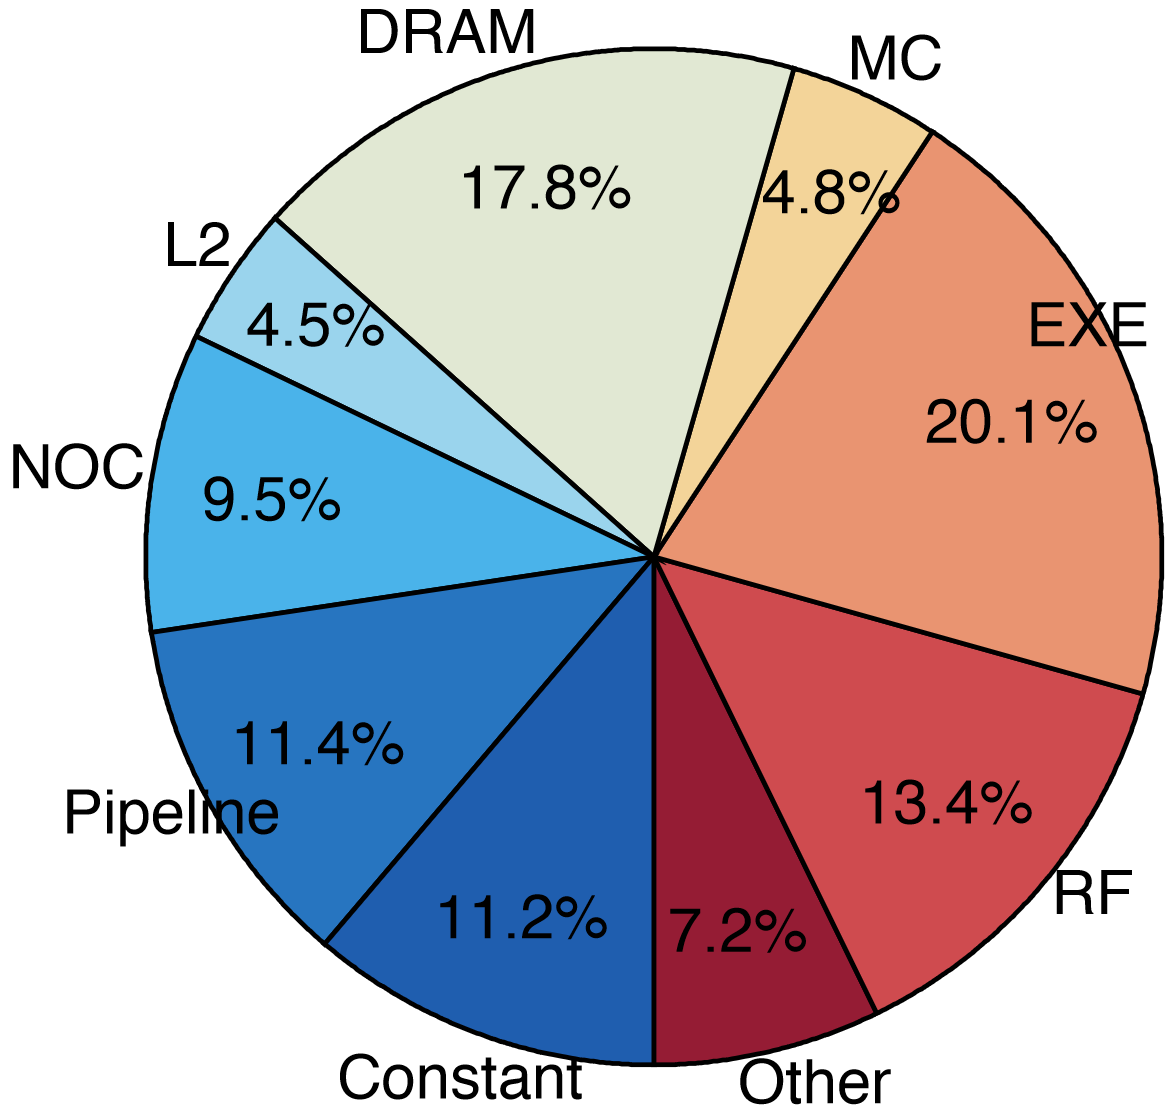 DRAM
MC
17.8%
4.8%
L2
4.5%
EXE
20.1%
NOC
9.5%
11.4%
Pipeline
13.4%
RF
11.2%
7.2%
Constant
Other